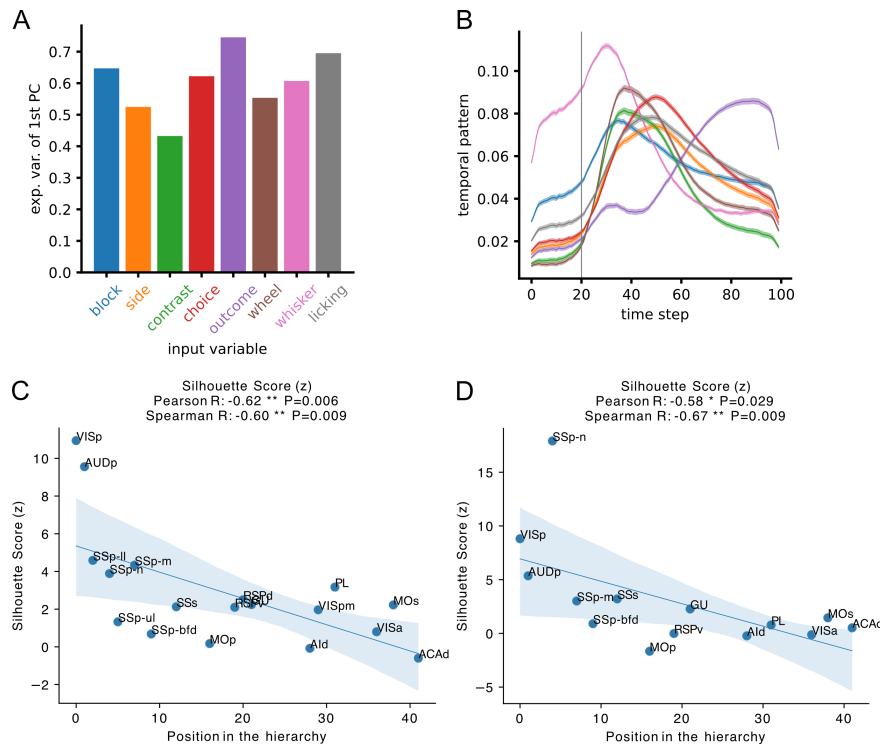 A
exp. var. of 1st PC
0.7
0.6
0.5
0.4
0.3
0.2
0.1
0.0
block
side
contrast
choice
outcome
wheel
whisker
licking
input variable
B
temporal pattern
0.10
0.08
0.06
0.04
0.02
0 20 40 60 80 100
time step
C
Silhouette Score (z)
Pearson R: -0.62 ** P=0.006
Spearman R: -0.60 ** P=0.009
Silhouette Score (z)
10
8
6
4
2
0
−2
VISp
AUDp
SSp-ll
SSp-m
SSp-n
SSp-ul
SSp-bfd
SSs
MOp
RSPd
RSPv
GU
PL
VISpm
AId
MOs
VISa
ACAd
0 10 20 30 40
Position in the hierarchy
D
Silhouette Score (z)
Pearson R: -0.58 * P=0.029
Spearman R: -0.67 ** P=0.009
Silhouette Score (z)
15
10
5
0
−5
SSp-n
VISp
AUDp
SSp-m
SSs
SSp-bfd
GU
MOp
RSPv
AId
PL
VISa
MOs
ACAd
0 10 20 30 40
Position in the hierarchy